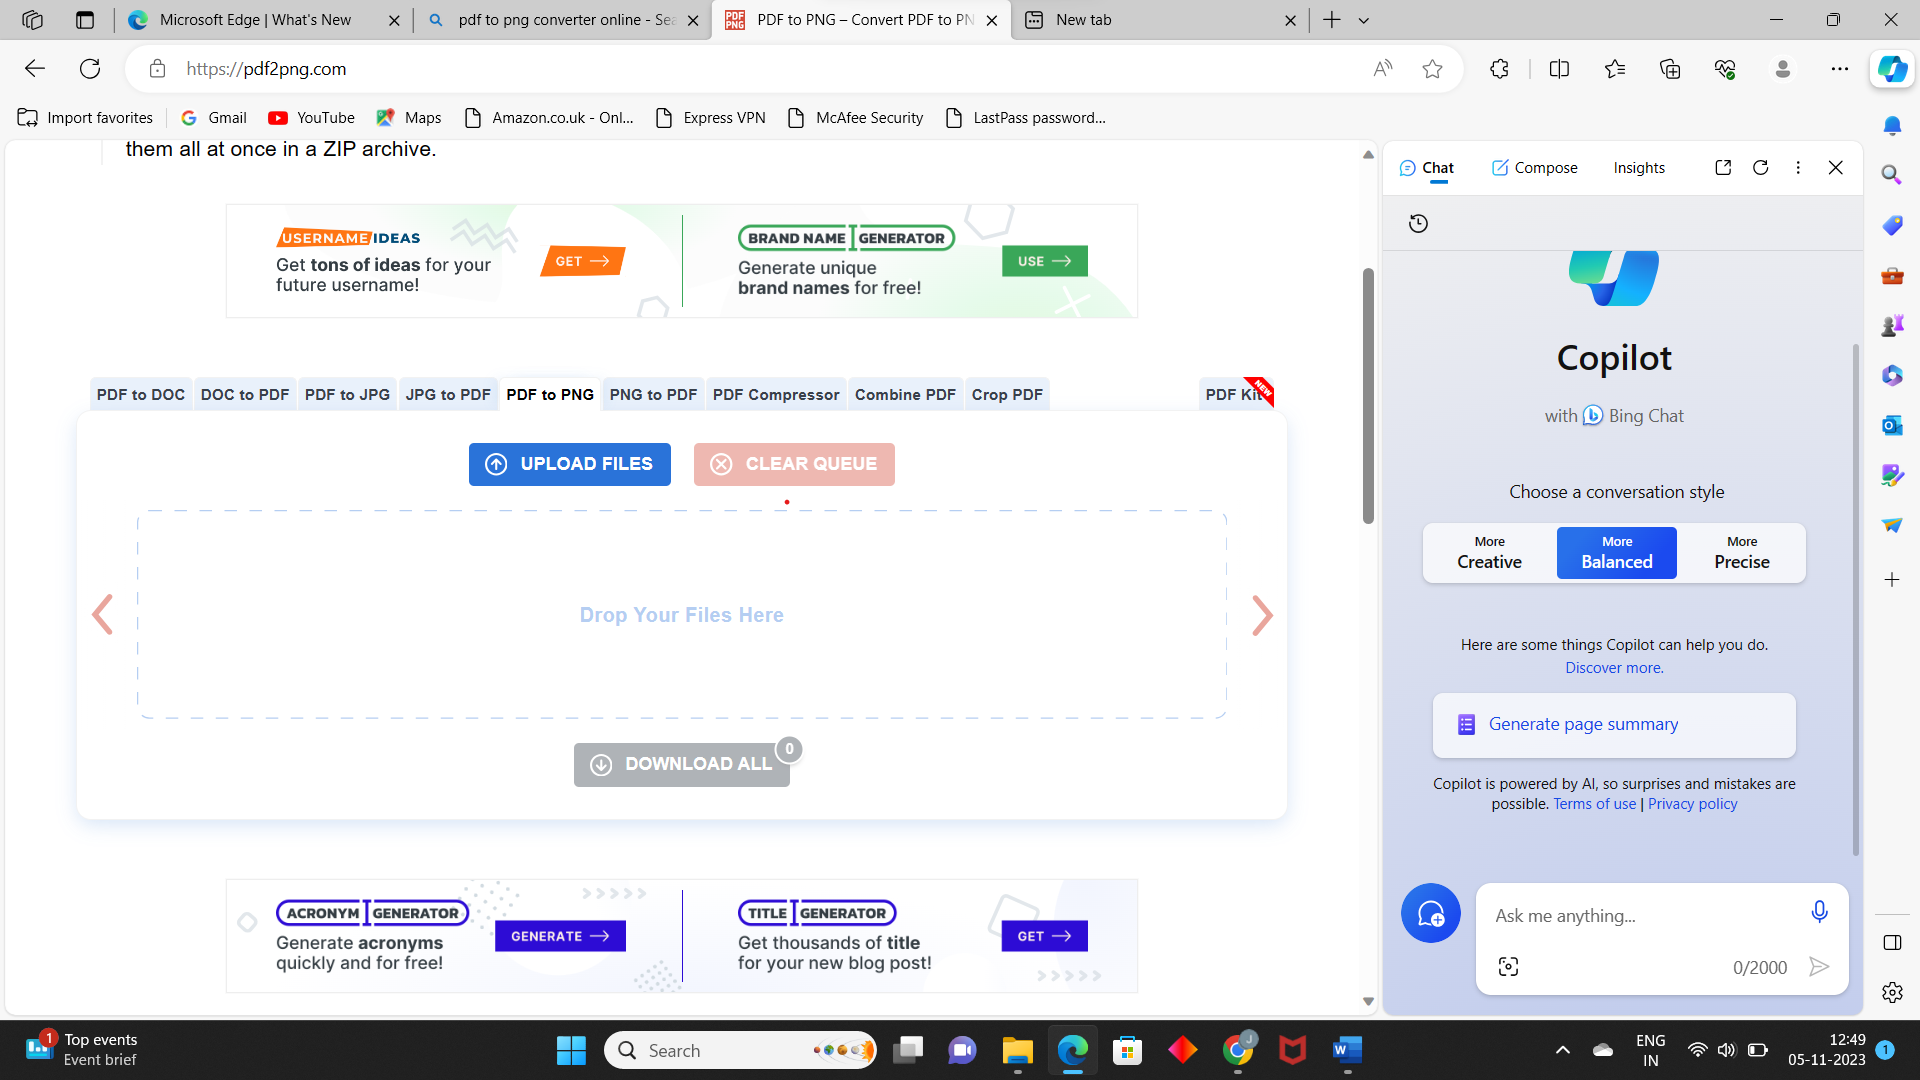 Microsoft Edge | What's New
pdf to png converter online - Sea
PDF to PNG – Convert PDF to PN
New tab
https://pdf2png.com
Import favorites
Gmail
YouTube
Maps
Amazon.co.uk - Onl...
Express VPN
McAfee Security
LastPass password...
them all at once in a ZIP archive.
USERNAME IDEAS
Get tons of ideas for your
future username!
GET
BRAND NAME GENERATOR
Generate unique
brand names for free!
USE
PDF to DOC
DOC to PDF
PDF to JPG
JPG to PDF
PDF to PNG
PNG to PDF
PDF Compressor
Combine PDF
Crop PDF
PDF Kit
NEW
UPLOAD FILES
CLEAR QUEUE
Drop Your Files Here
DOWNLOAD ALL
0
ACRONYM GENERATOR
Generate acronyms
quickly and for free!
GENERATE
TITLE GENERATOR
Get thousands of title
for your new blog post!
GET
Chat
Compose
Insights
Copilot
with Bing Chat
Choose a conversation style
More
Creative
More
Balanced
More
Precise
Here are some things Copilot can help you do.
Discover more.
Generate page summary
Copilot is powered by AI, so surprises and mistakes are
possible. Terms of use | Privacy policy
Ask me anything...
0/2000
1
Top events
Event brief
Search
J
ENG
IN
12:49
05-11-2023
1